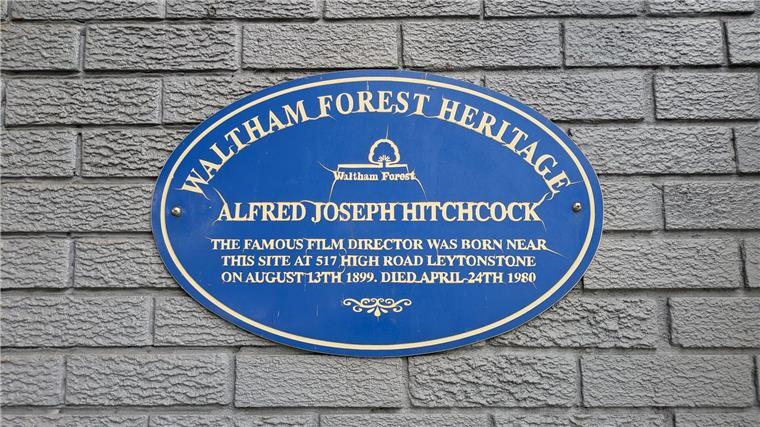 WALTHAM FOREST HERITAGE
Waltham Forest
ALFRED JOSEPH HITCHCOCK
THE FAMOUS FILM DIRECTOR WAS BORN NEAR
THIS SITE AT 517 HIGH ROAD LEYTONSTONE
ON AUGUST 13TH 1899. DIED APRIL 24TH 1980